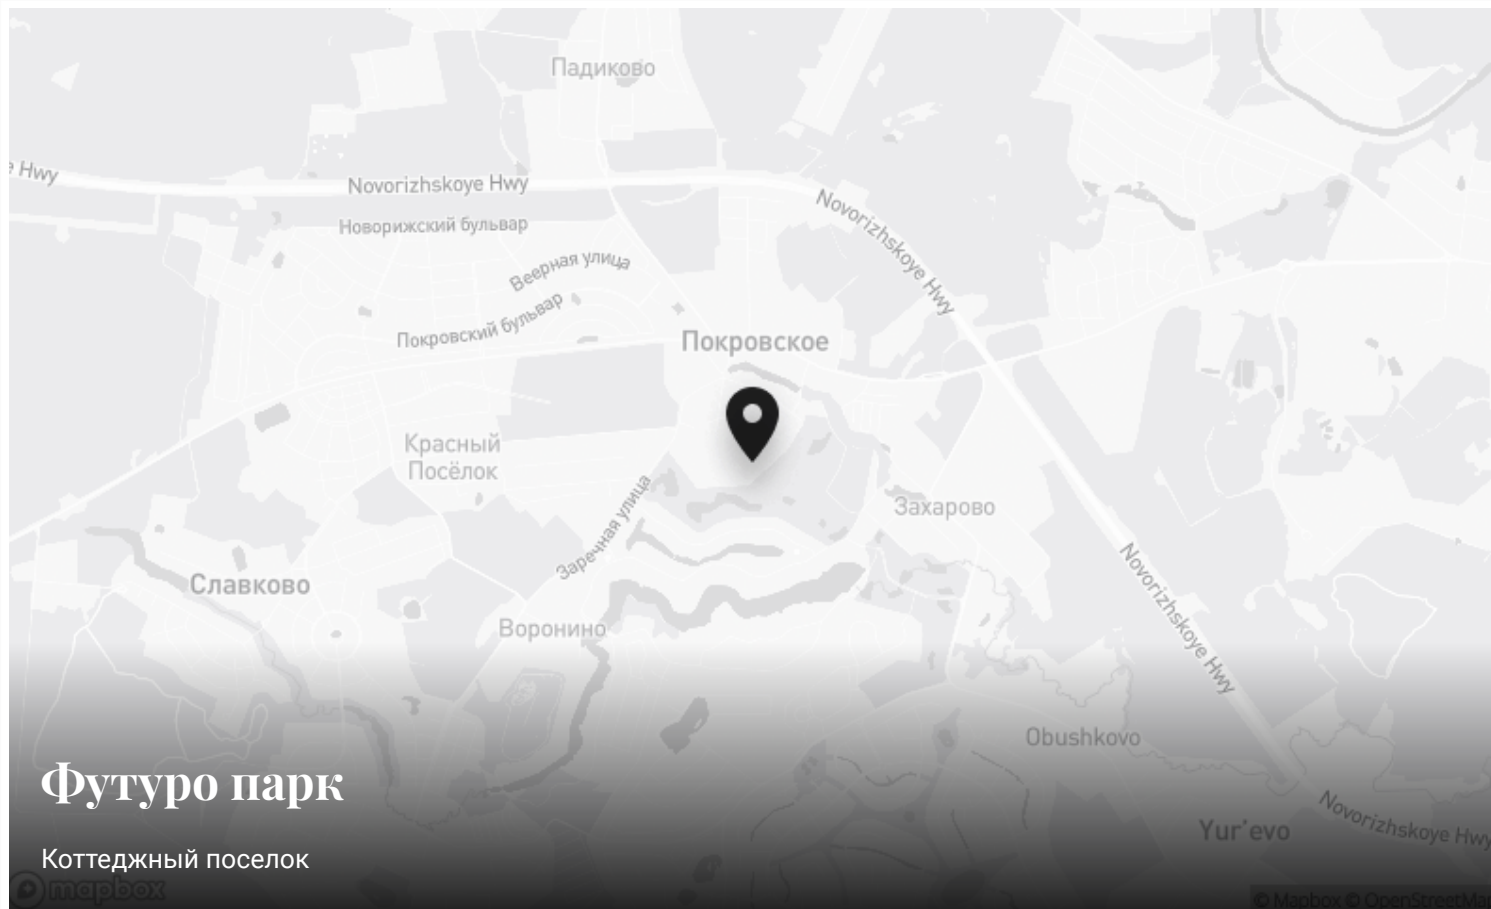 Падиково
e Hwy
Novorizhskoye Hwy
Novorizhskoye Hwy
Новорижский бульвар
Веерная улица
Покровский бульвар
Покровское
Красный
Посёлок
Заречная улица
Захарово
Славково
Novorizhskoye Hwy
Воронино
Obushkovo
Футуро парк
Novorizhskoye Hwy
Yur'evo
Коттеджный поселок
mapbox
© Mapbox © OpenStreetMap